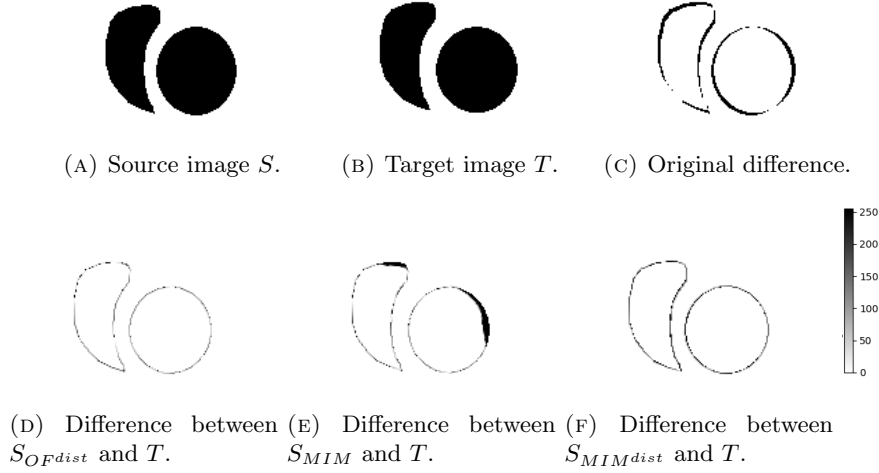 (A) Source image S.
(B) Target image T.
(C) Original difference.
250
200
150
100
50
0
(D) Difference between
S_{OF^{dist}} and T.
(E) Difference between
S_{MIM} and T.
(F) Difference between
S_{MIM^{dist}} and T.